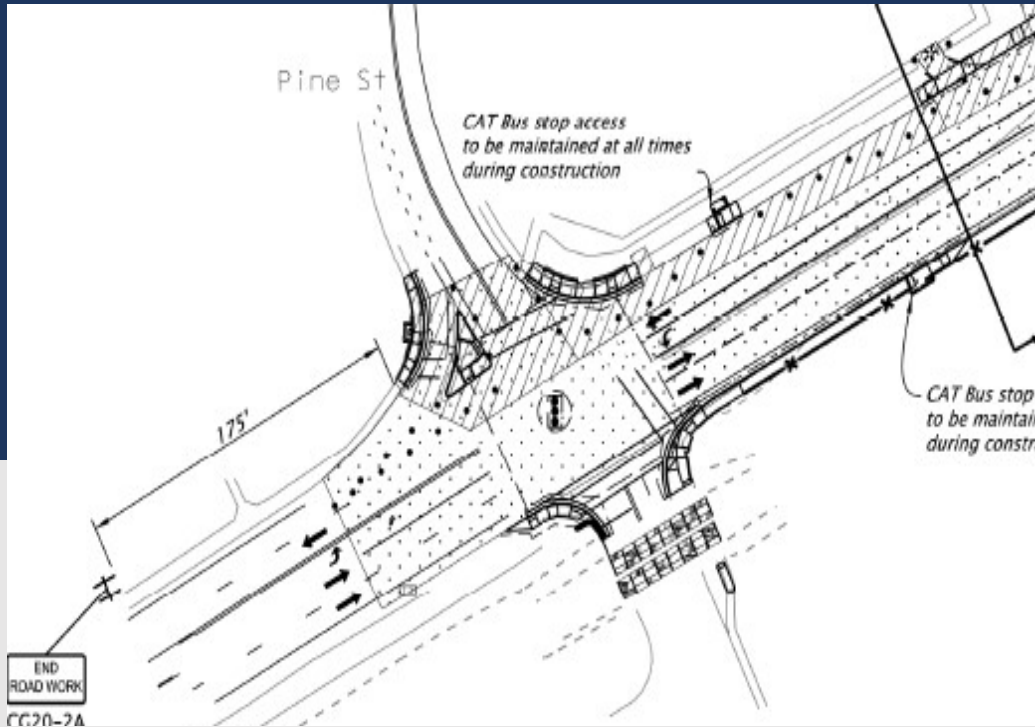 Pine St
CAT Bus stop access
to be maintained at all times
during construction
175'
CAT Bus stop
to be maintai
during constr
END
ROAD WORK
CG20-2A